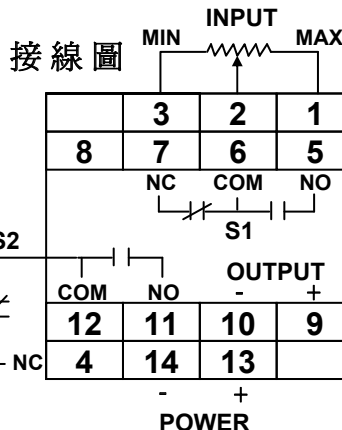 INPUT
接線圖 MIN MAX
3 2 1
8 7 6 5
NC COM NO
S1
S2
OUTPUT
COM NO - +
12 11 10 9
NC 4 14 13
- +
POWER